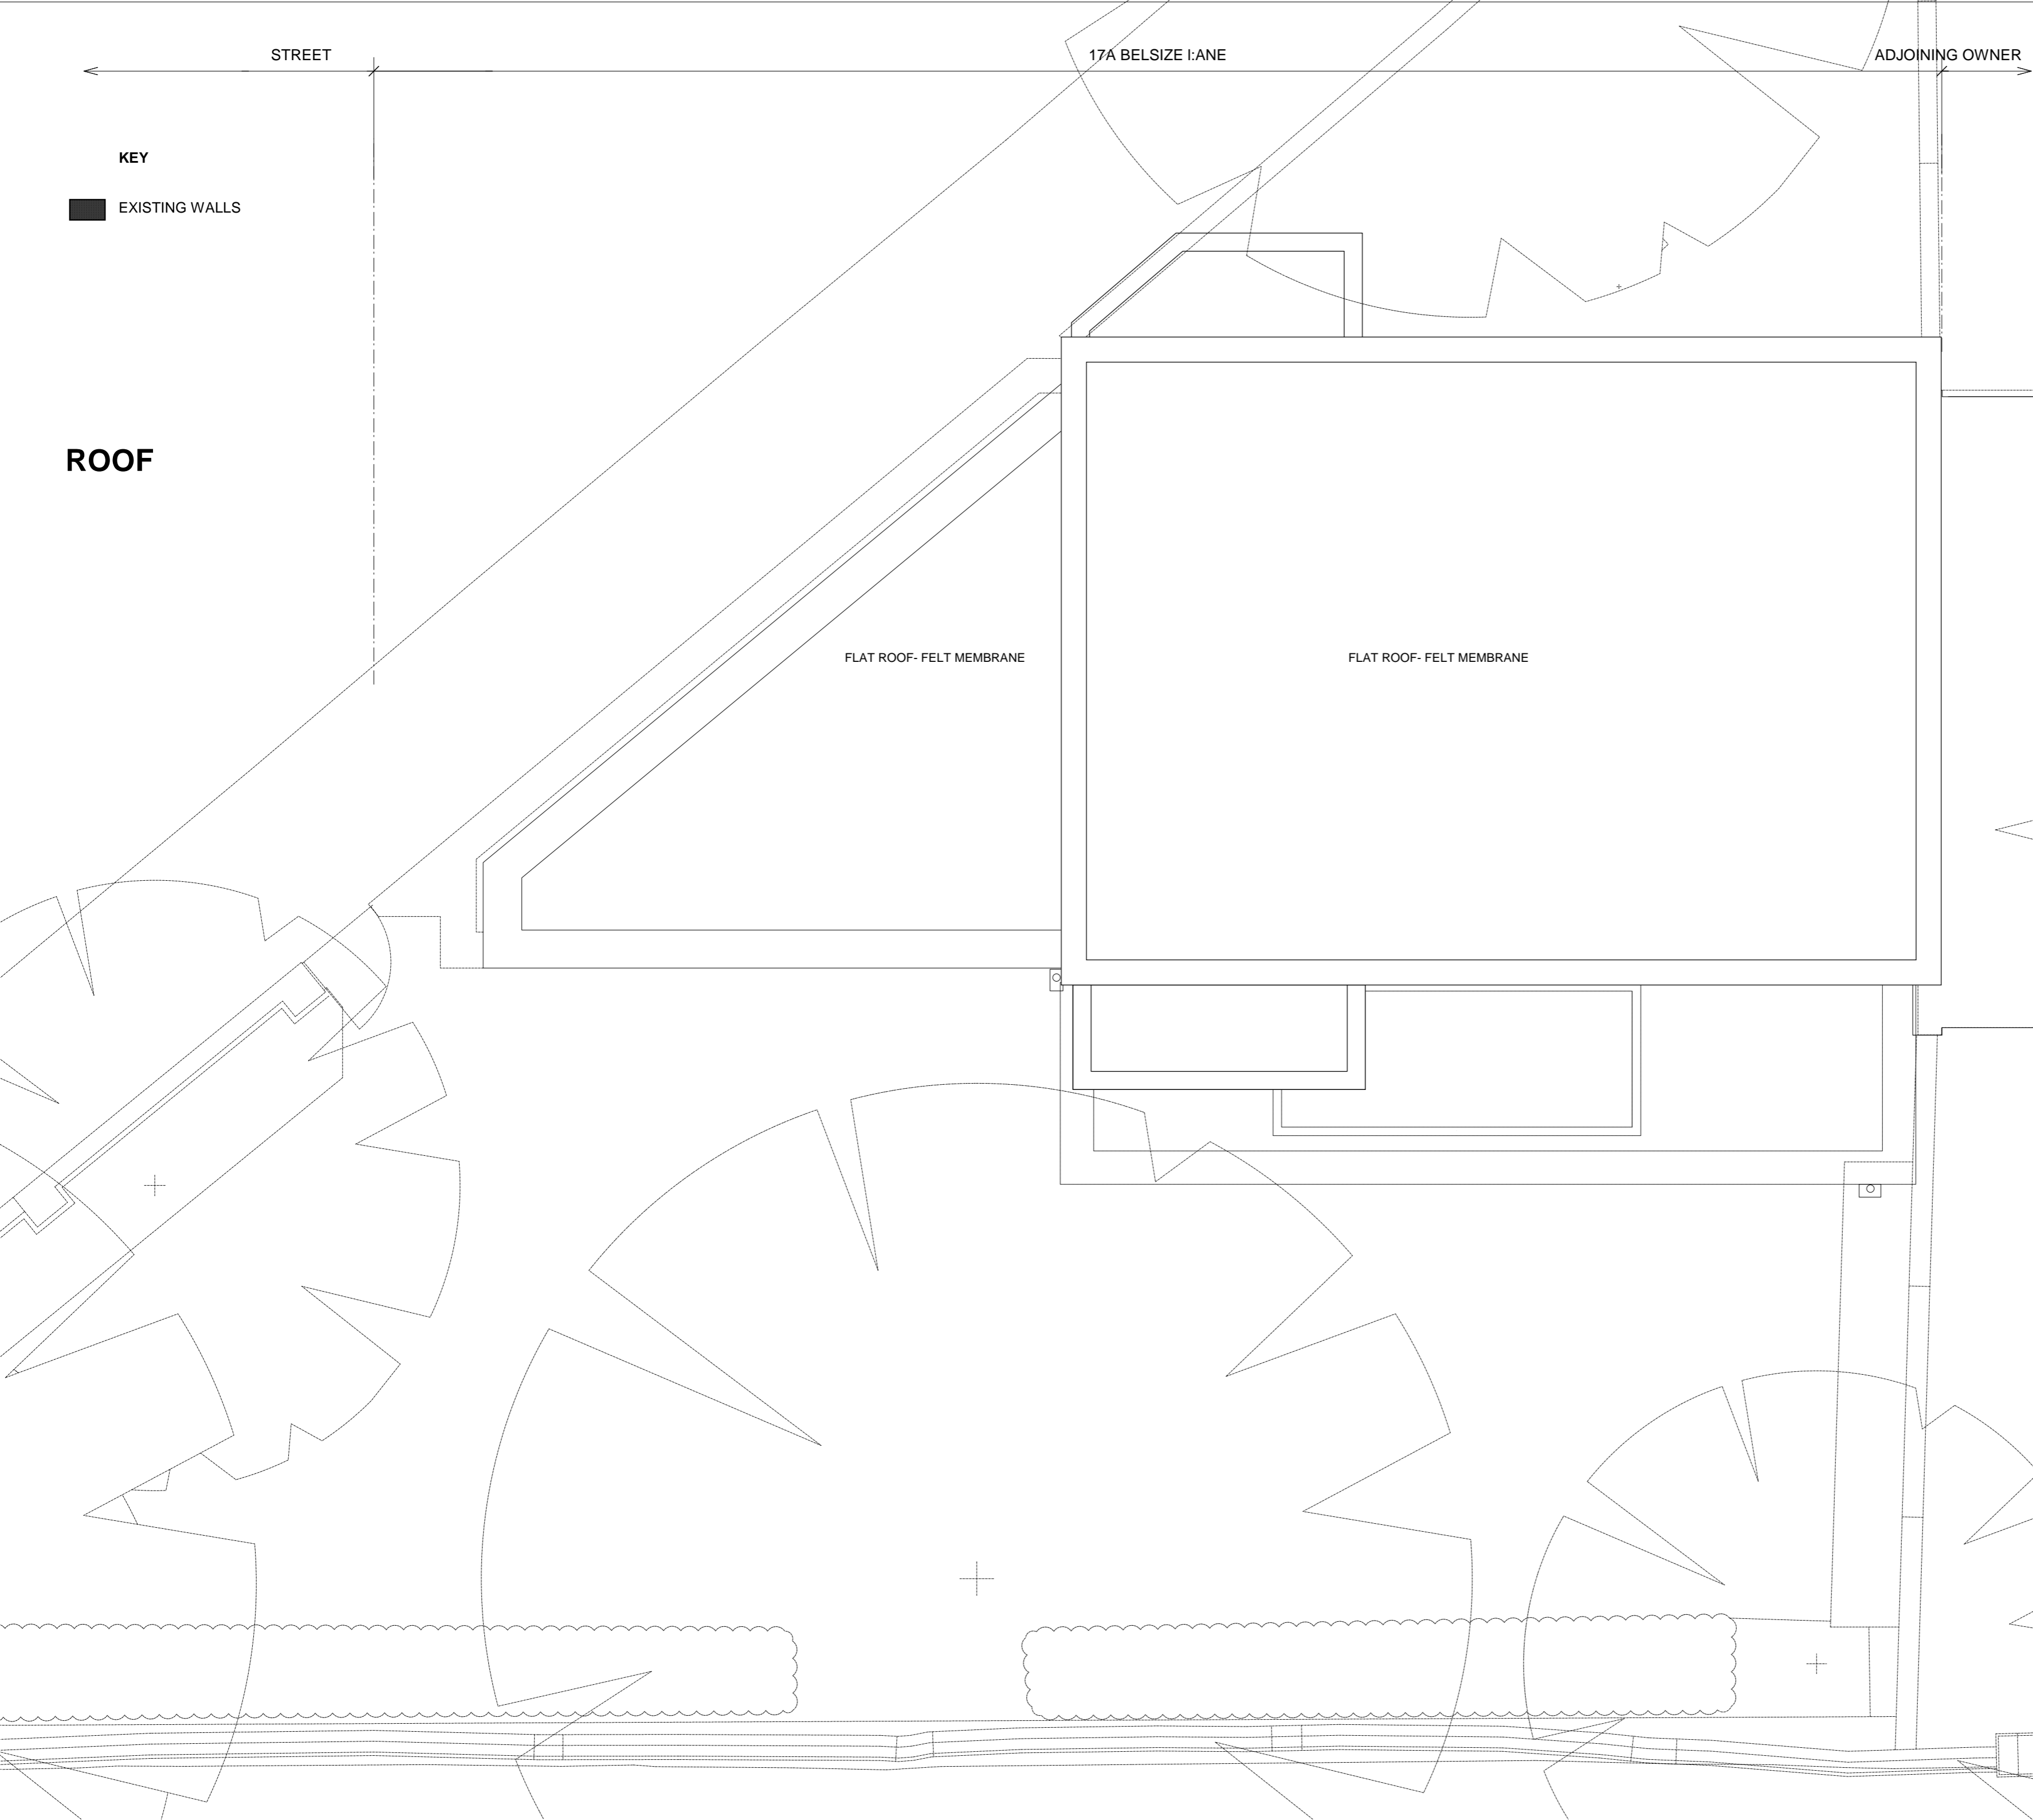 STREET
17A BELSIZE I:ANE
ADJOINING OWNER
KEY
EXISTING WALLS
ROOF
FLAT ROOF- FELT MEMBRANE
FLAT ROOF- FELT MEMBRANE